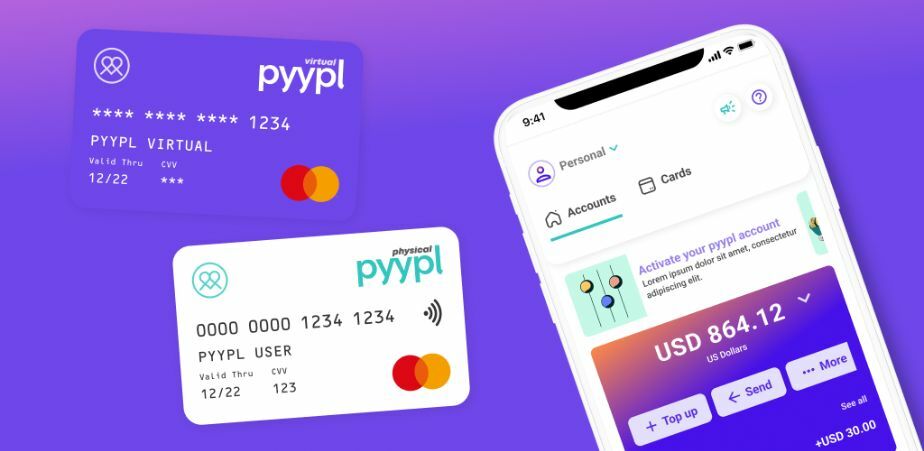 virtual
pyypl
**** **** **** 1234
PYYPL VIRTUAL
Valid Thru CVV
12/22 ***
physical
pyypl
0000 0000 1234 1234
PYYPL USER
Valid Thru CVV
12/22 123
9:41
Personal
Accounts Cards
Activate your pyypl account
Lorem ipsum dolor sit amet, consectetur
adipiscing elit.
USD 864.12
US Dollars
+ Top up ← Send ••• More
See all
+USD 30.00